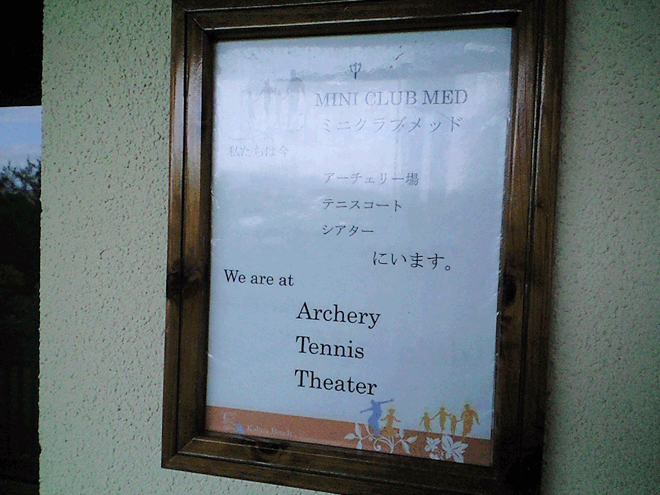 MINI CLUB MED
ミニクラブメッド
私たちは今
アーチェリー場
テニスコート
シアター
にいます。
We are at
Archery
Tennis
Theater
Kabira Beach